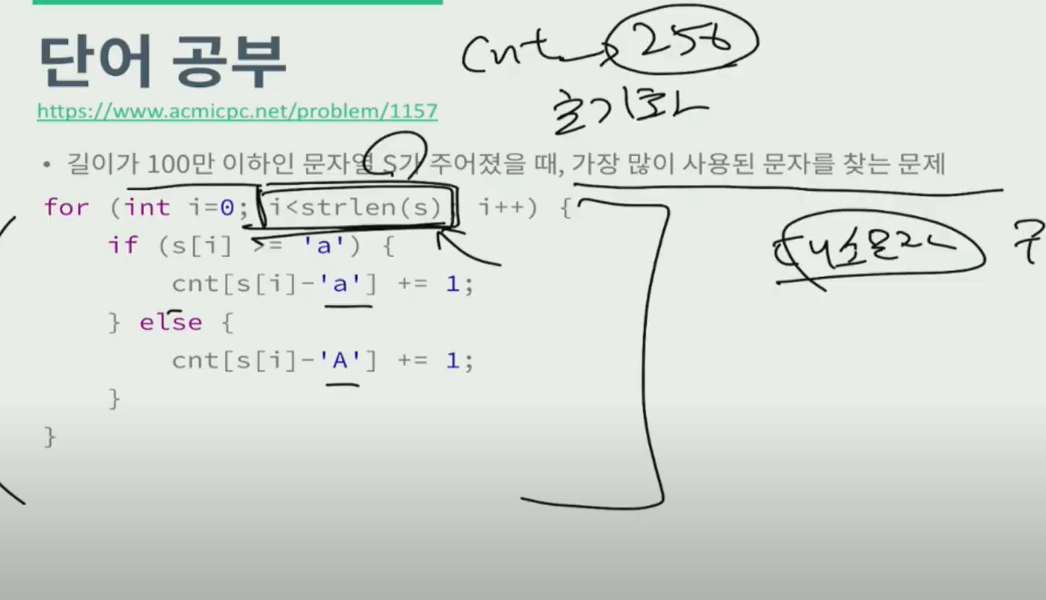 단어 공부
cnt → 256
초기화
https://www.acmicpc.net/problem/1157
• 길이가 100만 이하인 문자열 S가 주어졌을 때, 가장 많이 사용된 문자를 찾는 문제
for (int i=0; i<strlen(s); i++) {
if (s[i] >= 'a') {
대소문자 구
cnt[s[i]-'a'] += 1;
} else {
cnt[s[i]-'A'] += 1;
}
}